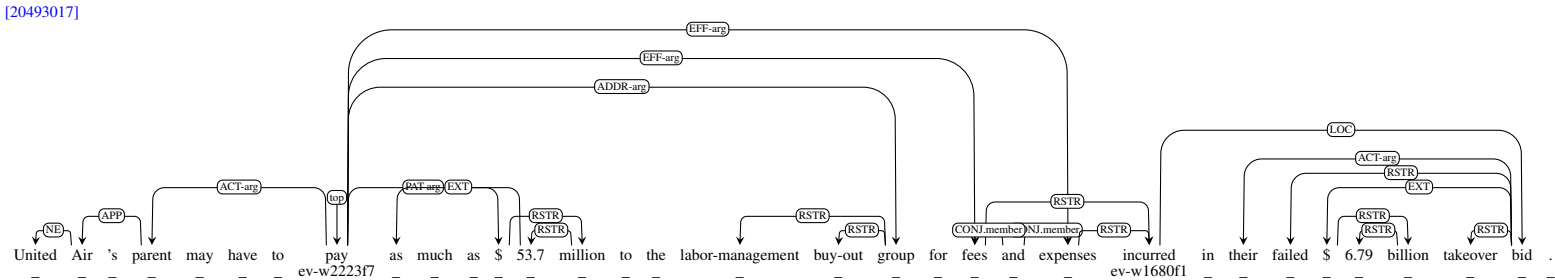 [20493017]
EFF-arg
EFF-arg
ADDR-arg
LOC
ACT-arg
RSTR
ACT-arg PAT-arg EXT EXT
top
RSTR
APP RSTR RSTR RSTR
NE RSTR RSTR CONJ.member NJ.member RSTR RSTR RSTR
United Air 's parent may have to pay as much as $ 53.7 million to the labor-management buy-out group for fees and expenses incurred in their failed $ 6.79 billion takeover bid .
_ _ _ _ _ _ _ _ _ _ _ _ _ _ _ _ _ _ _ _ _ _ _ _ _ _ _ _ _ _ _ _
ev-w2223f7 ev-w1680f1